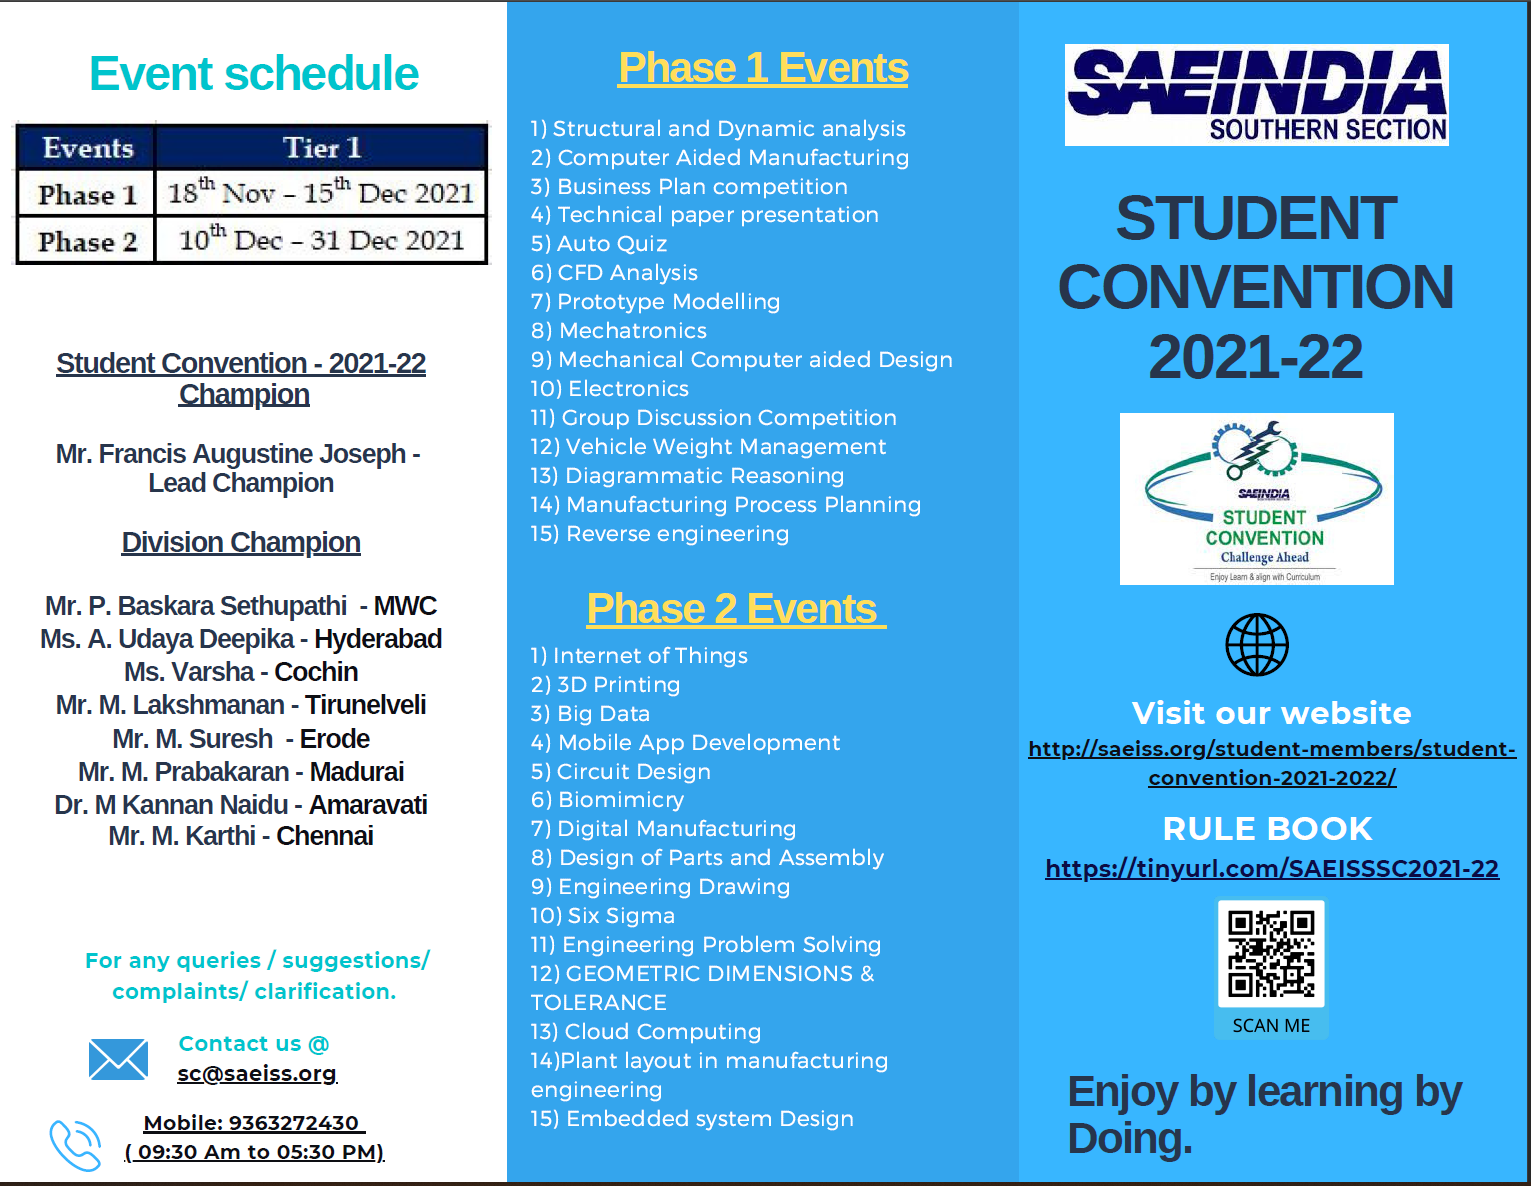 Event schedule
Events Tier 1
Phase 1 18th Nov – 15th Dec 2021
Phase 2 10th Dec – 31 Dec 2021
Student Convention - 2021-22
Champion
Mr. Francis Augustine Joseph -
Lead Champion
Division Champion
Mr. P. Baskara Sethupathi - MWC
Ms. A. Udaya Deepika - Hyderabad
Ms. Varsha - Cochin
Mr. M. Lakshmanan - Tirunelveli
Mr. M. Suresh - Erode
Mr. M. Prabakaran - Madurai
Dr. M Kannan Naidu - Amaravati
Mr. M. Karthi - Chennai
For any queries / suggestions/
complaints/ clarification.
Contact us @
sc@saeiss.org
Mobile: 9363272430
( 09:30 Am to 05:30 PM)
Phase 1 Events
1) Structural and Dynamic analysis
2) Computer Aided Manufacturing
3) Business Plan competition
4) Technical paper presentation
5) Auto Quiz
6) CFD Analysis
7) Prototype Modelling
8) Mechatronics
9) Mechanical Computer aided Design
10) Electronics
11) Group Discussion Competition
12) Vehicle Weight Management
13) Diagrammatic Reasoning
14) Manufacturing Process Planning
15) Reverse engineering
Phase 2 Events
1) Internet of Things
2) 3D Printing
3) Big Data
4) Mobile App Development
5) Circuit Design
6) Biomimicry
7) Digital Manufacturing
8) Design of Parts and Assembly
9) Engineering Drawing
10) Six Sigma
11) Engineering Problem Solving
12) GEOMETRIC DIMENSIONS &
TOLERANCE
13) Cloud Computing
14)Plant layout in manufacturing
engineering
15) Embedded system Design
SAEINDIA
SOUTHERN SECTION
STUDENT
CONVENTION
2021-22
SAEINDIA
STUDENT
CONVENTION
Challenge Ahead
Enjoy Learn & align with Curriculum
Visit our website
http://saeiss.org/student-members/student-
convention-2021-2022/
RULE BOOK
https://tinyurl.com/SAEISSSC2021-22
SCAN ME
Enjoy by learning by
Doing.